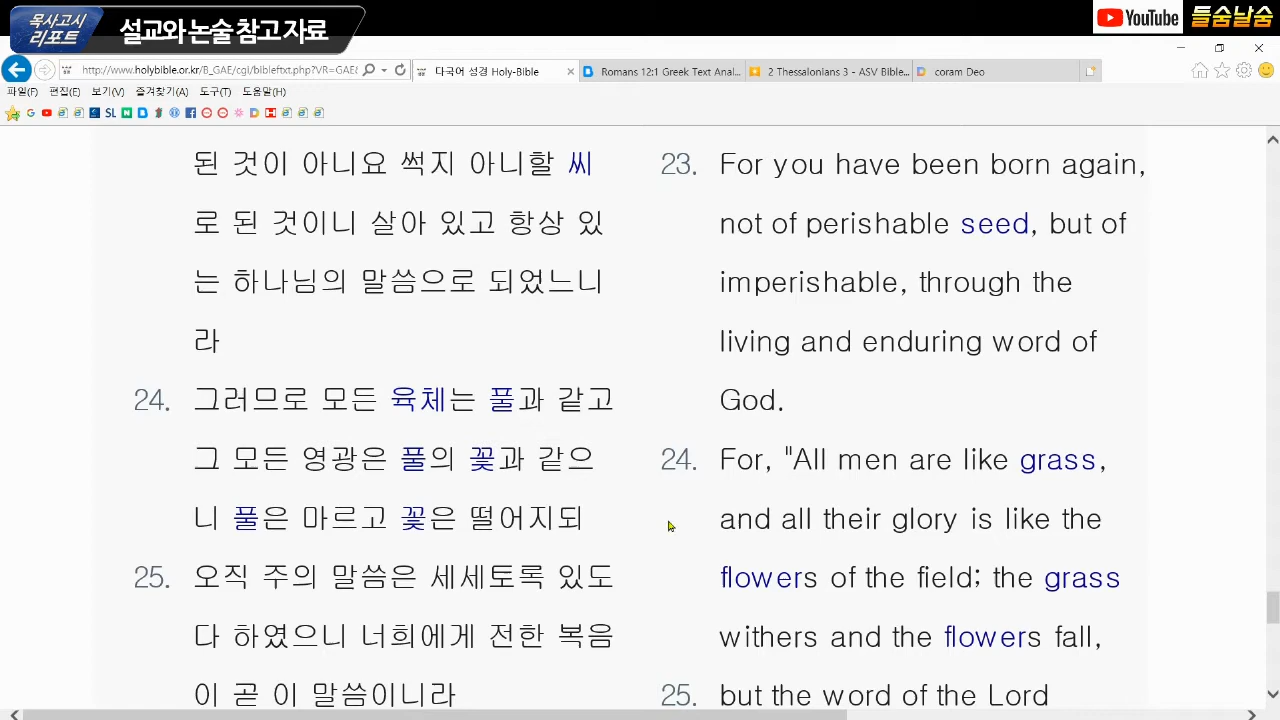 목사고시
리포트
설교와 논술 참고 자료
YouTube
들숨날숨
http://www.holybible.or.kr/B_GAE/cgi/bibleftxt.php?VR=GAE
다국어 성경 Holy-Bible
Romans 12:1 Greek Text...
2 Thessalonians 3 - ASV Bible...
coram Deo
파일(F) 편집(E) 보기(V) 즐겨찾기(A) 도구(T) 도움말(H)
된 것이 아니요 썩지 아니할 씨
로 된 것이니 살아 있고 항상 있
는 하나님의 말씀으로 되었느니
라
24. 그러므로 모든 육체는 풀과 같고
그 모든 영광은 풀의 꽃과 같으
니 풀은 마르고 꽃은 떨어지되
25. 오직 주의 말씀은 세세토록 있도
다 하였으니 너희에게 전한 복음
이 곧 이 말씀이니라
23. For you have been born again,
not of perishable seed, but of
imperishable, through the
living and enduring word of
God.
24. For, "All men are like grass,
and all their glory is like the
flowers of the field; the grass
withers and the flowers fall,
25. but the word of the Lord